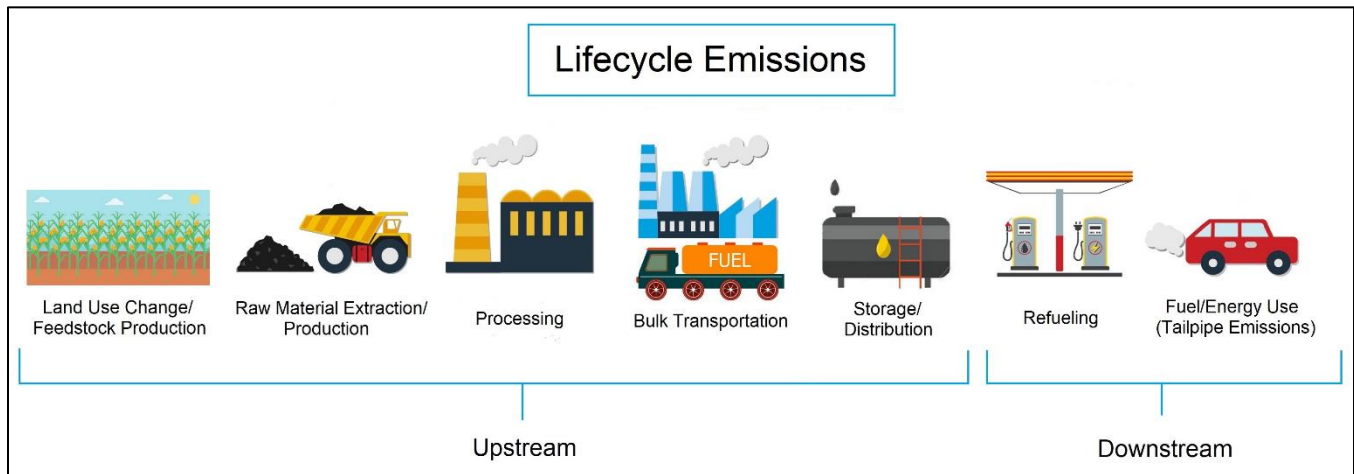 Lifecycle Emissions
FUEL
Land Use Change/
Feedstock Production
Raw Material Extraction/
Production
Processing
Bulk Transportation
Storage/
Distribution
Refueling
Fuel/Energy Use
(Tailpipe Emissions)
Upstream
Downstream